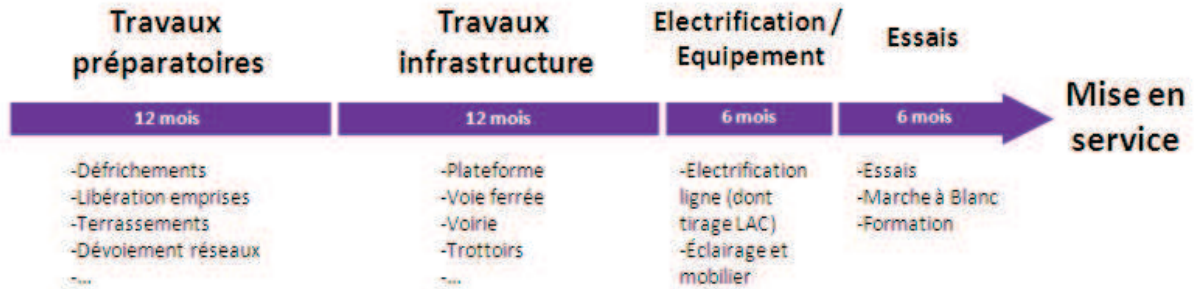 Travaux
préparatoires
Travaux
infrastructure
Electrification /
Equipement
Essais
12 mois
12 mois
6 mois
6 mois
Mise en
service
-Défrichements
-Libération emprises
-Terrassements
-Dévoiement réseaux
-...
-Plateforme
-Voie ferrée
-Voirie
-Trottoirs
-...
-Electrification
ligne (dont
tirage LAC)
-Éclairage et
mobilier
-Essais
-Marche à Blanc
-Formation